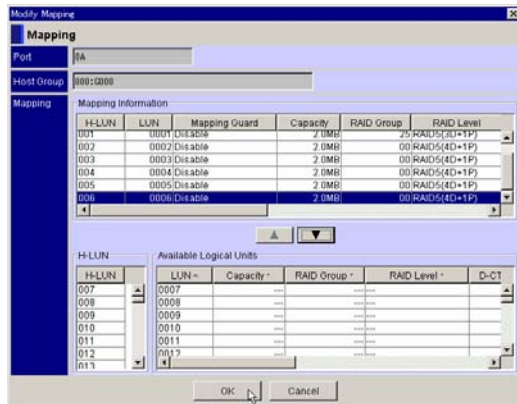 Modify Mapping
Mapping
Port 0A
Host Group 000:G000
Mapping Mapping Information
H-LUN LUN Mapping Guard Capacity RAID Group RAID Level
001 0001 Disable 2.0MB 25 RAID5(3D+1P)
002 0002 Disable 2.0MB 00 RAID5(4D+1P)
003 0003 Disable 2.0MB 00 RAID5(4D+1P)
004 0004 Disable 2.0MB 00 RAID5(4D+1P)
005 0005 Disable 2.0MB 00 RAID5(4D+1P)
006 0006 Disable 2.0MB 00 RAID5(4D+1P)
H-LUN Available Logical Units
H-LUN LUN Capacity RAID Group RAID Level D-CT
007 0007 --- --- ---
008 0008 --- --- ---
009 0009 --- --- ---
010 0010 --- --- ---
011 0011 --- --- ---
012 0012 --- --- ---
013
OK Cancel